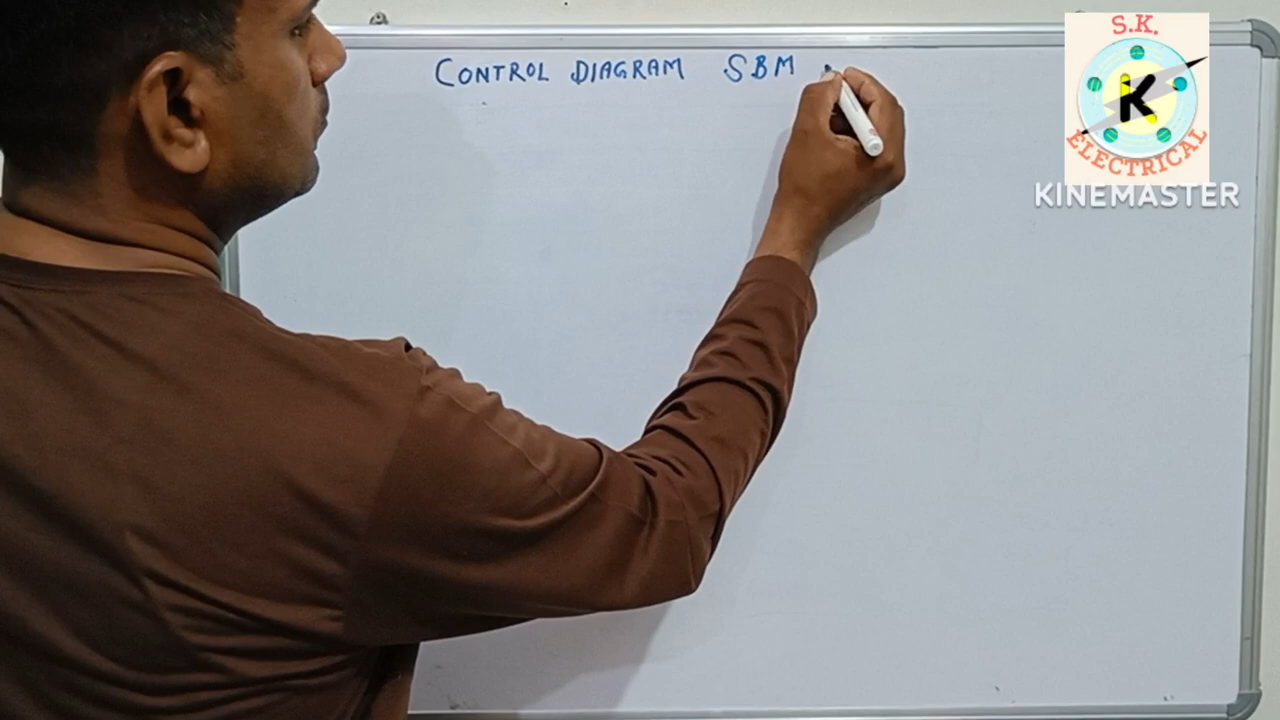 CONTROL DIAGRAM SBM
S.K.
K
ELECTRICAL
KINEMASTER